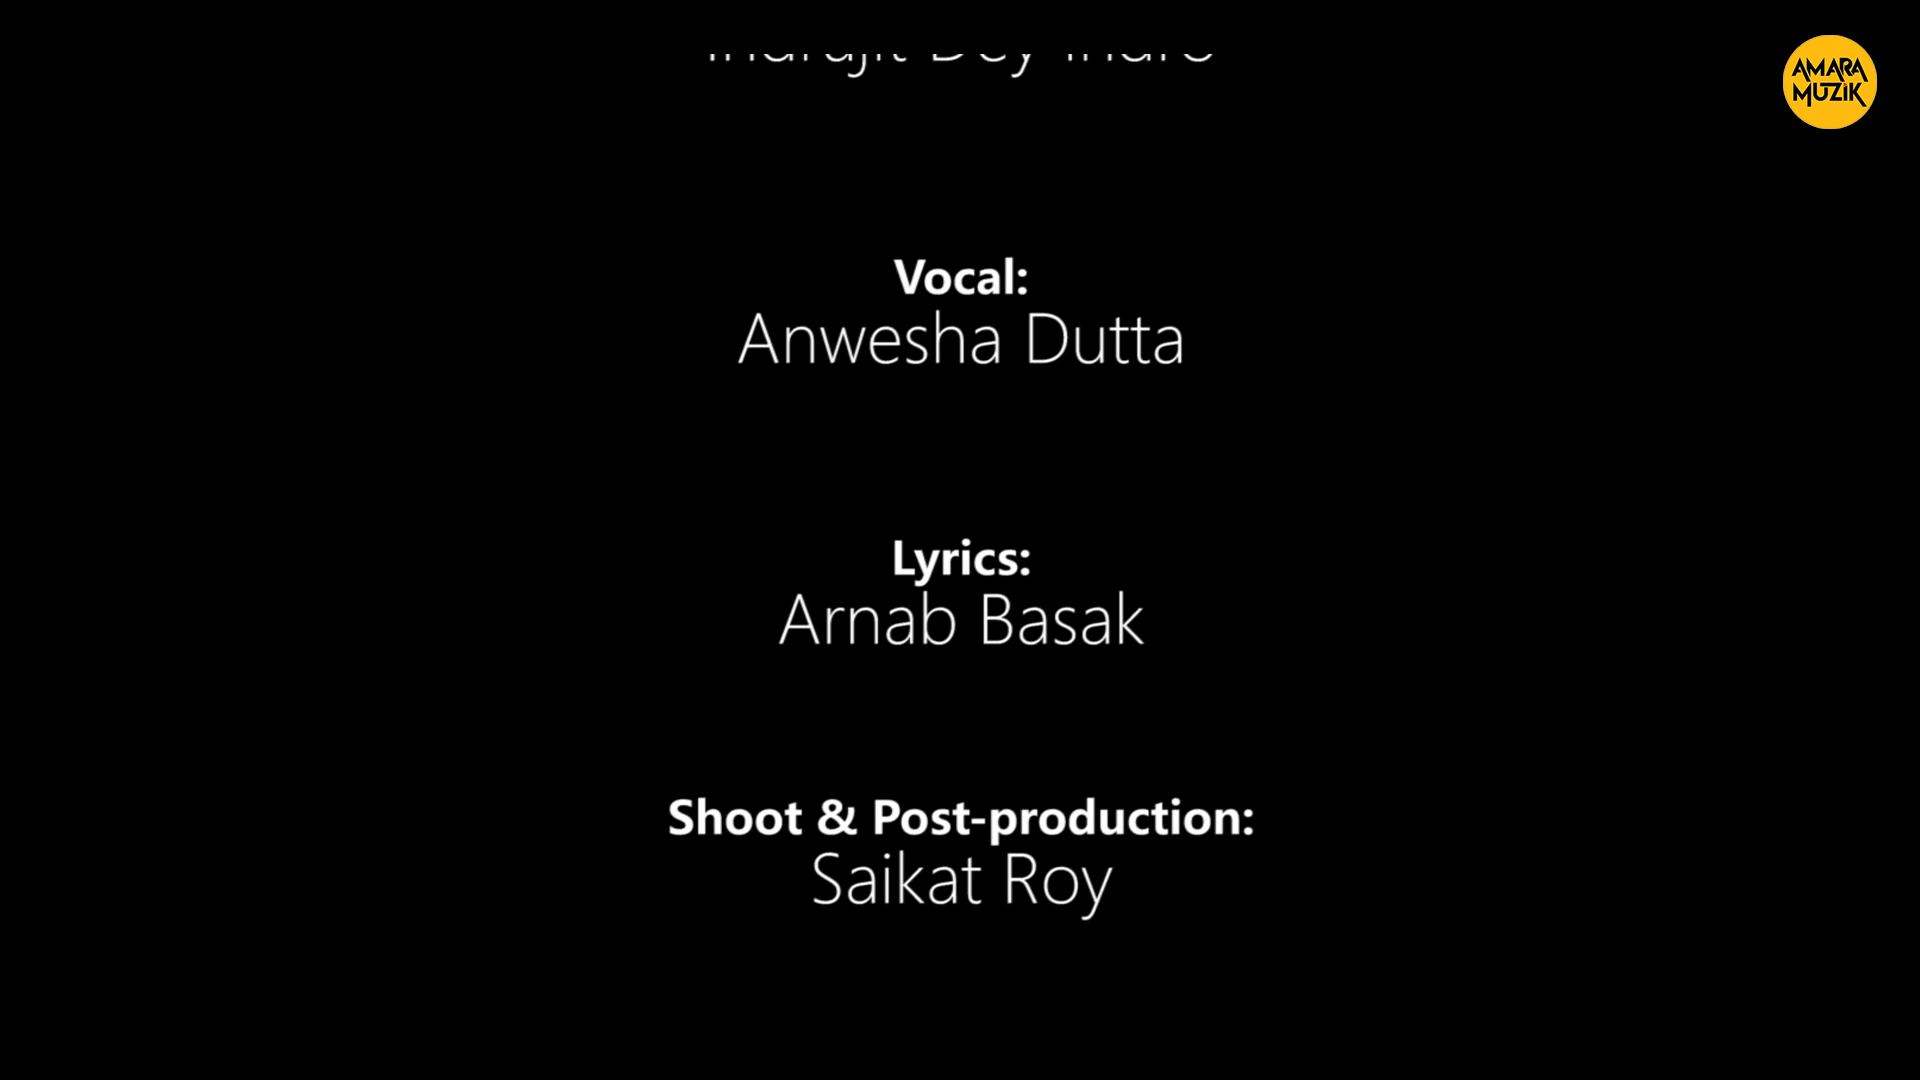 AMARA
MUZIK
Vocal:
Anwesha Dutta
Lyrics:
Arnab Basak
Shoot & Post-production:
Saikat Roy